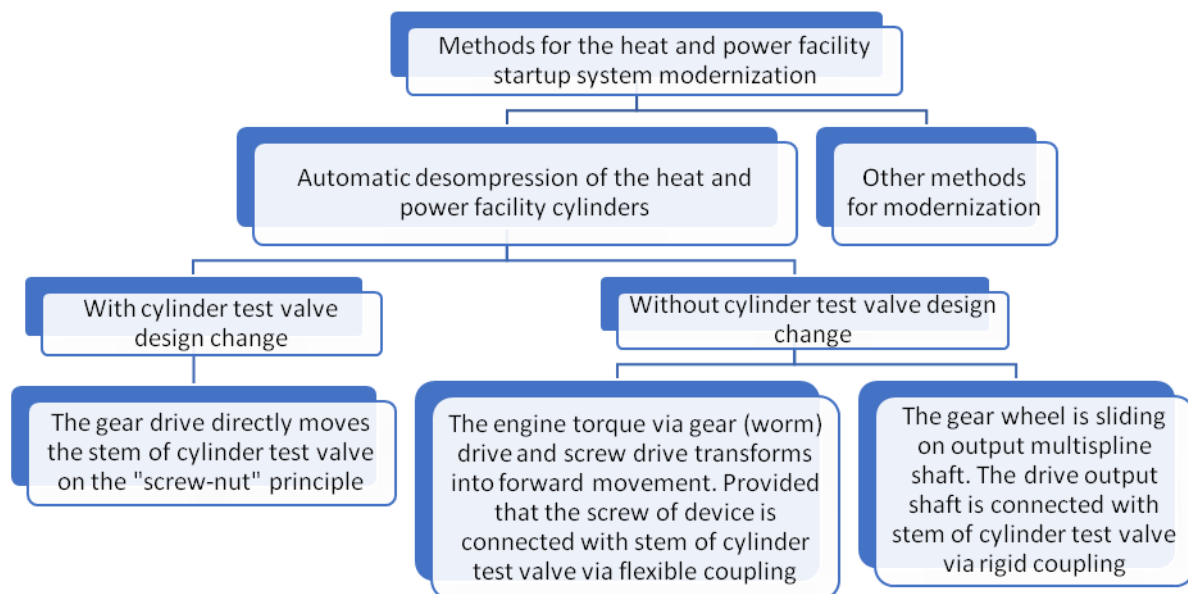 Methods for the heat and power facility
startup system modernization
Automatic desompression of the heat and
power facility cylinders
Other methods
for modernization
With cylinder test valve
design change
Without cylinder test valve design
change
The gear drive directly moves
the stem of cylinder test valve
on the "screw-nut" principle
The engine torque via gear (worm)
drive and screw drive transforms
into forward movement. Provided
that the screw of device is
connected with stem of cylinder
test valve via flexible coupling
The gear wheel is sliding
on output multispline
shaft. The drive output
shaft is connected with
stem of cylinder test valve
via rigid coupling